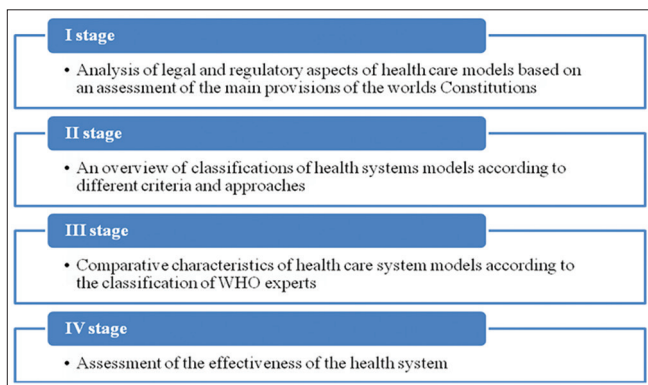 I stage
• Analysis of legal and regulatory aspects of health care models based on
an assessment of the main provisions of the worlds Constitutions
II stage
• An overview of classifications of health systems models according to
different criteria and approaches
III stage
• Comparative characteristics of health care system models according to
the classification of WHO experts
IV stage
• Assessment of the effectiveness of the health system